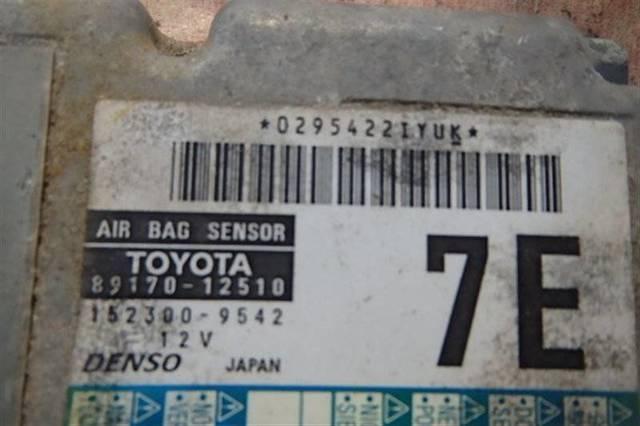 *0295422IYUK*
AIR BAG SENSOR
TOYOTA
89170-12510
152300-9542
12V
DENSO JAPAN
7E